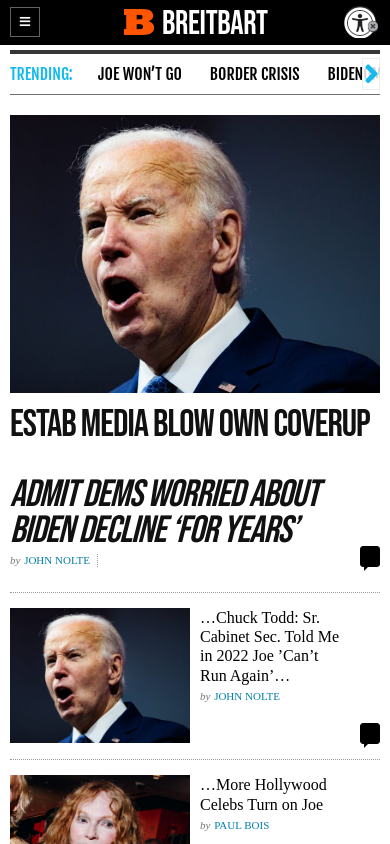 BREITBART
TRENDING:
JOE WON’T GO
BORDER CRISIS
BIDEN
ESTAB MEDIA BLOW OWN COVERUP
ADMIT DEMS WORRIED ABOUT
BIDEN DECLINE ‘FOR YEARS’
by JOHN NOLTE
…Chuck Todd: Sr.
Cabinet Sec. Told Me
in 2022 Joe ’Can’t
Run Again’…
by JOHN NOLTE
…More Hollywood
Celebs Turn on Joe
by PAUL BOIS